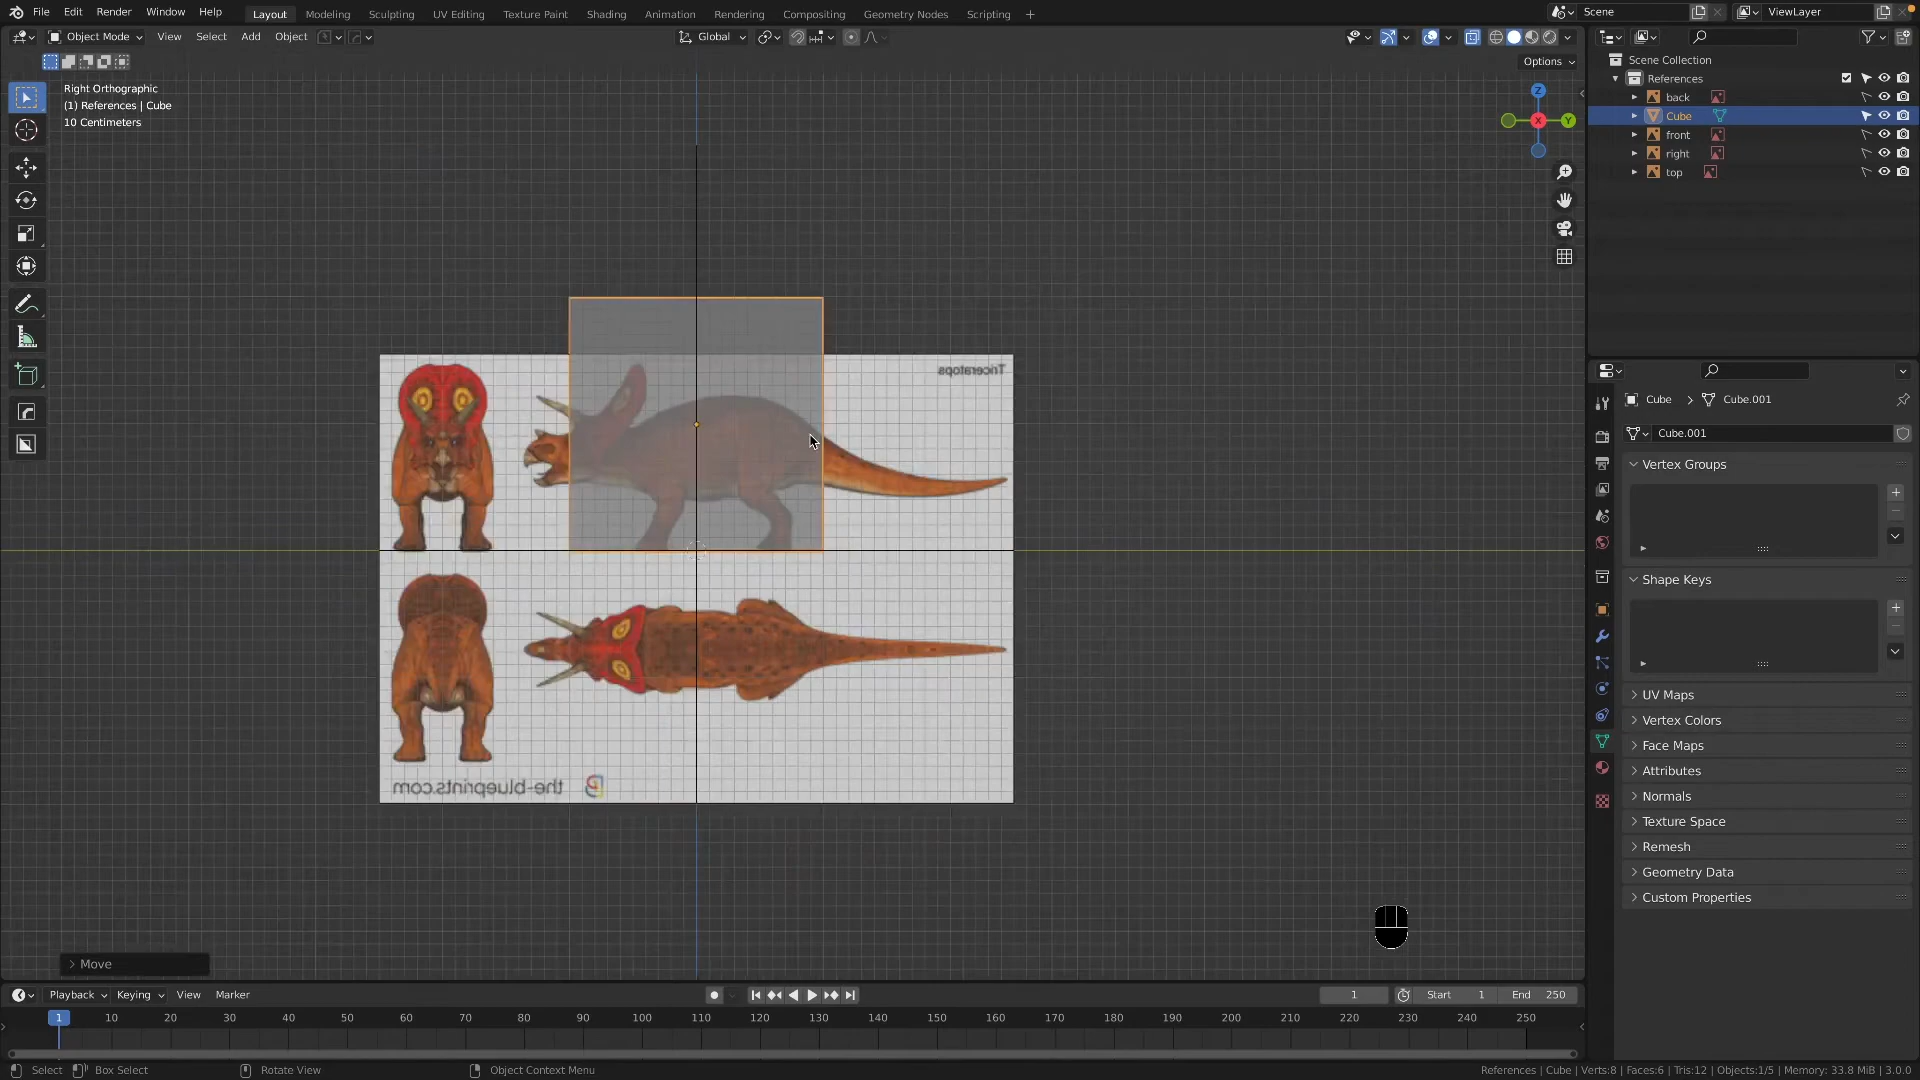 File Edit Render Window Help Layout Modeling Sculpting UV Editing Texture Paint Shading Animation Rendering Compositing Geometry Nodes Scripting + Scene ViewLayer
Object Mode View Select Add Object Global
Options
Right Orthographic
(1) References | Cube
10 Centimeters
Z
X
Y
Triceratops
the-blueprints.com
> Move
Scene Collection
References
back
Cube
front
right
top
Cube > Cube.001
Cube.001
Vertex Groups
Shape Keys
UV Maps
Vertex Colors
Face Maps
Attributes
Normals
Texture Space
Remesh
Geometry Data
Custom Properties
Playback Keying View Marker 1 Start 1 End 250
1 10 20 30 40 50 60 70 80 90 100 110 120 130 140 150 160 170 180 190 200 210 220 230 240 250
Select Box Select Rotate View Object Context Menu References | Cube | Verts:8 | Faces:6 | Tris:12 | Objects:1/5 | Memory: 33.8 MiB | 3.0.0